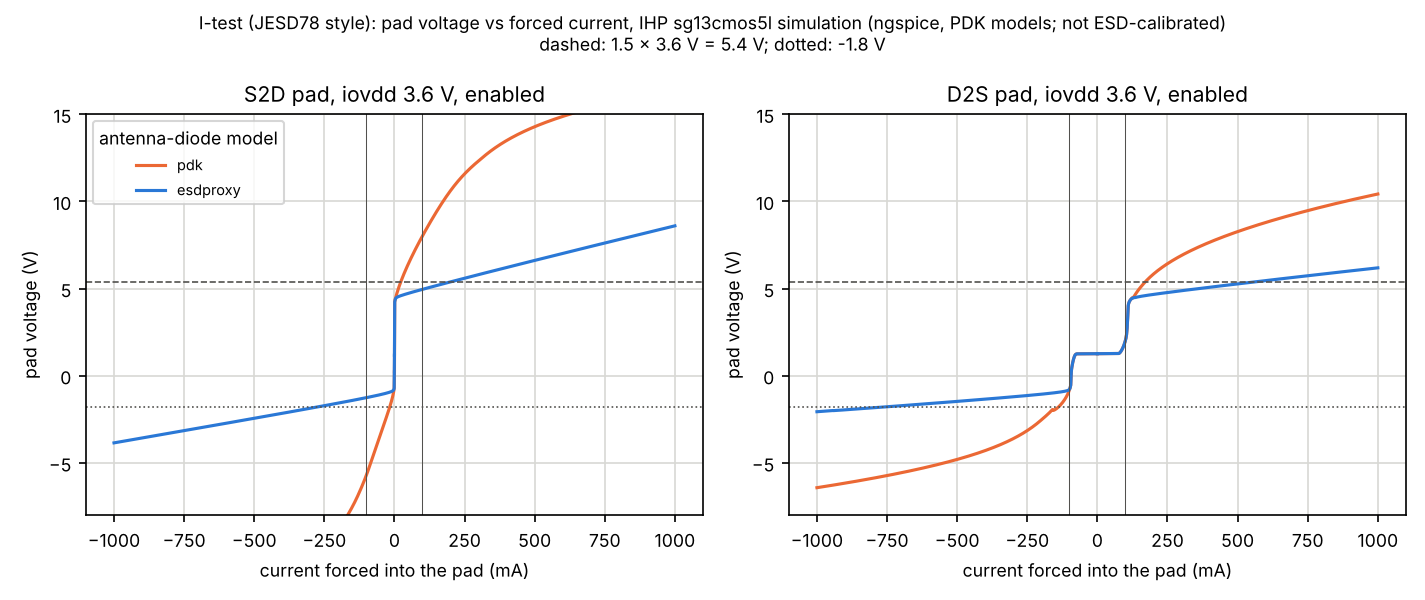 I-test (JESD78 style): pad voltage vs forced current, IHP sg13cmos5l simulation (ngspice, PDK models; not ESD-calibrated)
dashed: 1.5 × 3.6 V = 5.4 V; dotted: -1.8 V
S2D pad, iovdd 3.6 V, enabled
antenna-diode model
pdk
esdproxy
pad voltage (V)
15
10
5
0
−5
−1000 −750 −500 −250 0 250 500 750 1000
current forced into the pad (mA)
D2S pad, iovdd 3.6 V, enabled
pad voltage (V)
15
10
5
0
−5
−1000 −750 −500 −250 0 250 500 750 1000
current forced into the pad (mA)